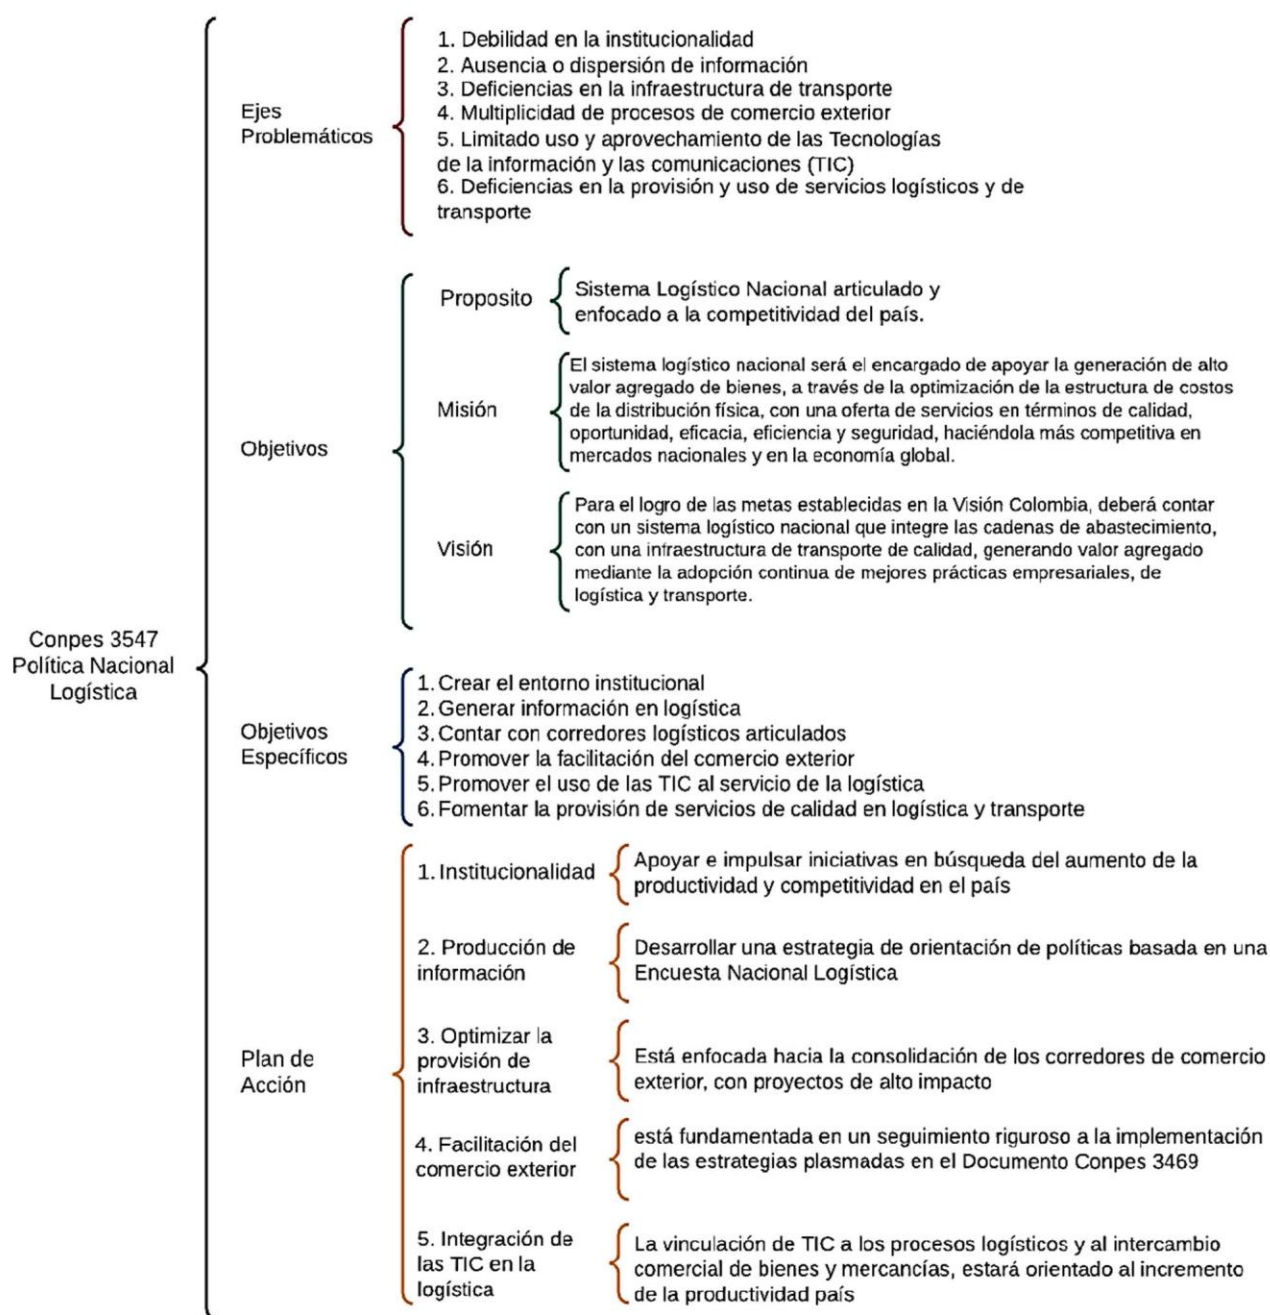 Conpes 3547
Política Nacional
Logística
Ejes
Problemáticos
1. Debilidad en la institucionalidad
2. Ausencia o dispersión de información
3. Deficiencias en la infraestructura de transporte
4. Multiplicidad de procesos de comercio exterior
5. Limitado uso y aprovechamiento de las Tecnologías
de la información y las comunicaciones (TIC)
6. Deficiencias en la provisión y uso de servicios logísticos y de
transporte
Objetivos
Proposito
Sistema Logístico Nacional articulado y
enfocado a la competitividad del país.
Misión
El sistema logístico nacional será el encargado de apoyar la generación de alto
valor agregado de bienes, a través de la optimización de la estructura de costos
de la distribución física, con una oferta de servicios en términos de calidad,
oportunidad, eficacia, eficiencia y seguridad, haciéndola más competitiva en
mercados nacionales y en la economía global.
Visión
Para el logro de las metas establecidas en la Visión Colombia, deberá contar
con un sistema logístico nacional que integre las cadenas de abastecimiento,
con una infraestructura de transporte de calidad, generando valor agregado
mediante la adopción continua de mejores prácticas empresariales, de
logística y transporte.
Objetivos
Específicos
1. Crear el entorno institucional
2. Generar información en logística
3. Contar con corredores logísticos articulados
4. Promover la facilitación del comercio exterior
5. Promover el uso de las TIC al servicio de la logística
6. Fomentar la provisión de servicios de calidad en logística y transporte
Plan de
Acción
1. Institucionalidad
Apoyar e impulsar iniciativas en búsqueda del aumento de la
productividad y competitividad en el país
2. Producción de
información
Desarrollar una estrategia de orientación de políticas basada en una
Encuesta Nacional Logística
3. Optimizar la
provisión de
infraestructura
Está enfocada hacia la consolidación de los corredores de comercio
exterior, con proyectos de alto impacto
4. Facilitación del
comercio exterior
está fundamentada en un seguimiento riguroso a la implementación
de las estrategias plasmadas en el Documento Conpes 3469
5. Integración de
las TIC en la
logística
La vinculación de TIC a los procesos logísticos y al intercambio
comercial de bienes y mercancías, estará orientado al incremento
de la productividad país